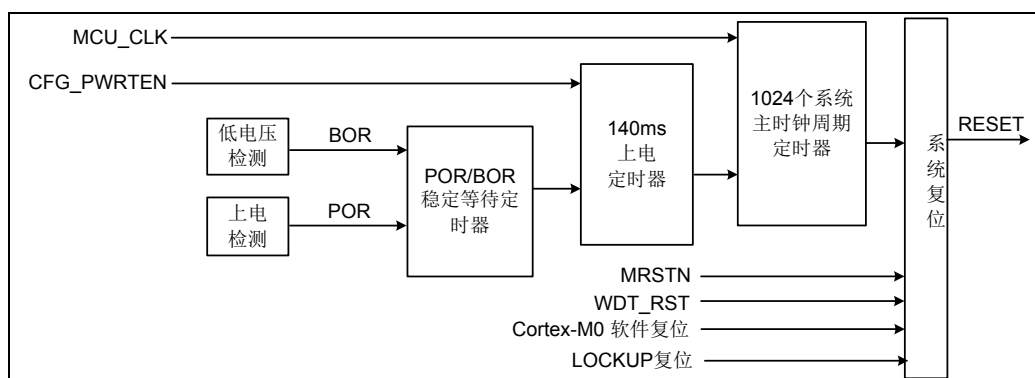 MCU_CLK
CFG_PWRTEN
低电压
检测
BOR
上电
检测
POR
POR/BOR
稳定等待定
时器
140ms
上电
定时器
1024个系统
主时钟周期
定时器
系统复位
RESET
MRSTN
WDT_RST
Cortex-M0 软件复位
LOCKUP复位